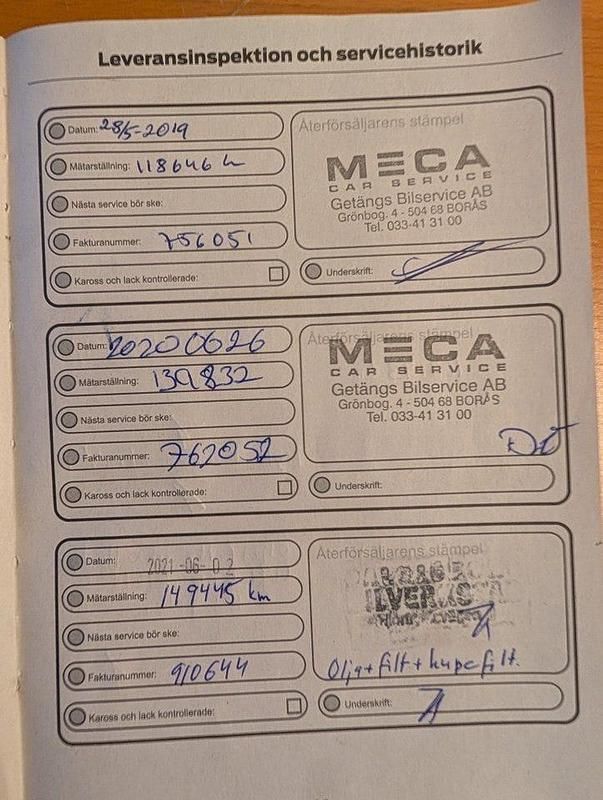 Leveransinspektion och servicehistorik
Datum: 28/5-2019
Mätarställning: 118646 h
Nästa service bör ske:
Fakturanummer: 756051
Kaross och lack kontrollerade:
Återförsäljarens stämpel
MECA
CAR SERVICE
Getängs Bilservice AB
Grönbog. 4 - 504 68 BORÅS
Tel. 033-41 31 00
Underskrift:
Datum: 20200626
Mätarställning: 139832
Nästa service bör ske:
Fakturanummer: 762052
Kaross och lack kontrollerade:
Återförsäljarens stämpel
MECA
CAR SERVICE
Getängs Bilservice AB
Grönbog. 4 - 504 68 BORÅS
Tel. 033-41 31 00
Underskrift:
Datum: 2021-06-02
Mätarställning: 149445 km
Nästa service bör ske:
Fakturanummer: 910644
Kaross och lack kontrollerade:
Återförsäljarens stämpel
Olja+filt+kupefilt.
Underskrift: